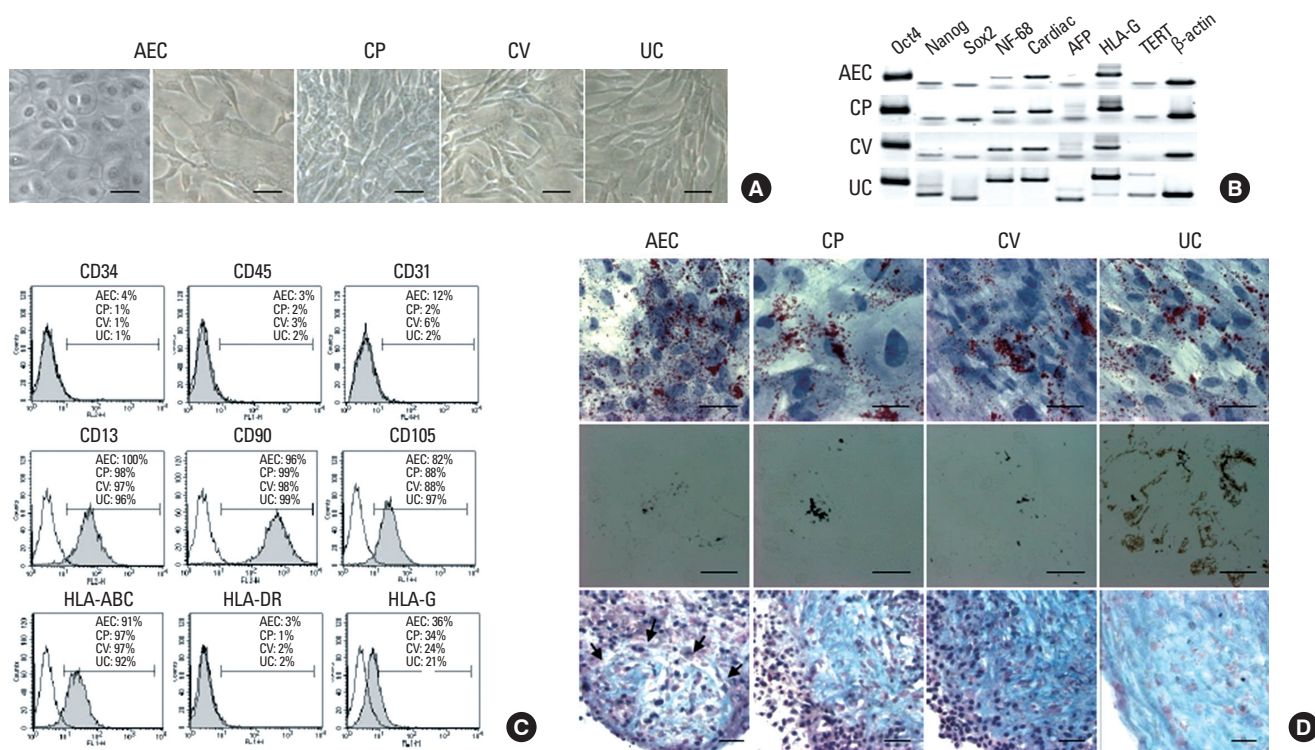 AEC CP CV UC
A
Oct4 Nanog Sox2 NF-68 Cardiac AFP HLA-G TERT β-actin
AEC
CP
CV
UC
B
CD34 CD45 CD31
AEC: 4%
CP: 1%
CV: 1%
UC: 1%
AEC: 3%
CP: 2%
CV: 3%
UC: 2%
AEC: 12%
CP: 2%
CV: 6%
UC: 2%
CD13 CD90 CD105
AEC: 100%
CP: 98%
CV: 97%
UC: 96%
AEC: 96%
CP: 99%
CV: 98%
UC: 99%
AEC: 82%
CP: 88%
CV: 88%
UC: 97%
HLA-ABC HLA-DR HLA-G
AEC: 91%
CP: 97%
CV: 97%
UC: 92%
AEC: 3%
CP: 1%
CV: 2%
UC: 2%
AEC: 36%
CP: 34%
CV: 24%
UC: 21%
C
AEC CP CV UC
D